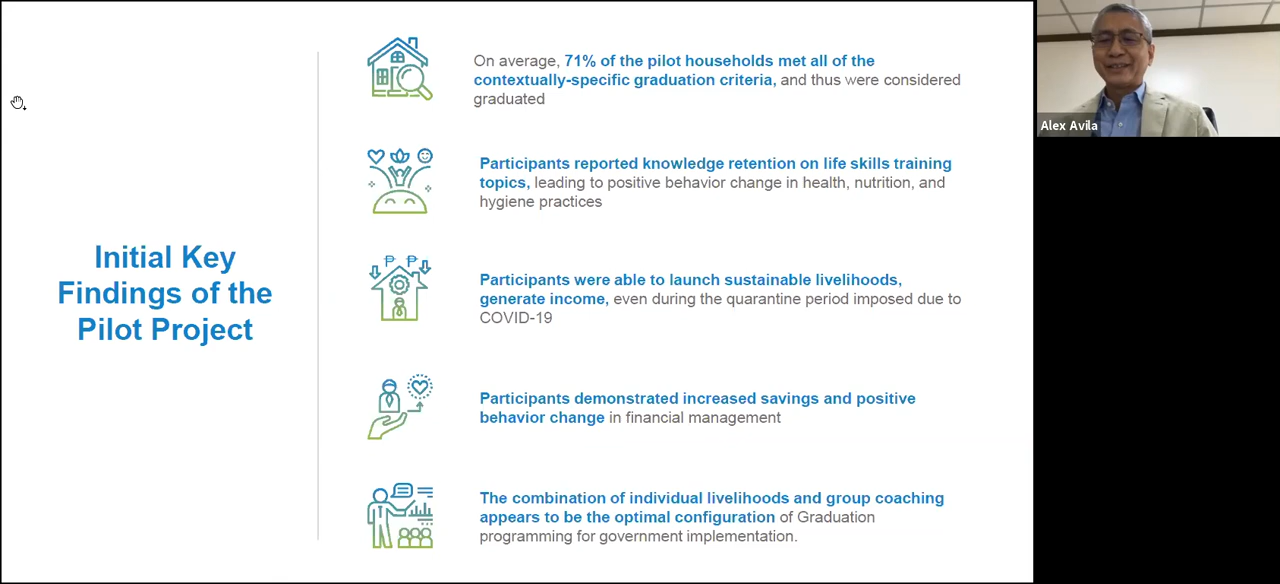 Initial Key
Findings of the
Pilot Project
On average, 71% of the pilot households met all of the
contextually-specific graduation criteria, and thus were considered
graduated
Participants reported knowledge retention on life skills training
topics, leading to positive behavior change in health, nutrition, and
hygiene practices
Participants were able to launch sustainable livelihoods,
generate income, even during the quarantine period imposed due to
COVID-19
Participants demonstrated increased savings and positive
behavior change in financial management
The combination of individual livelihoods and group coaching
appears to be the optimal configuration of Graduation
programming for government implementation.
Alex Avila